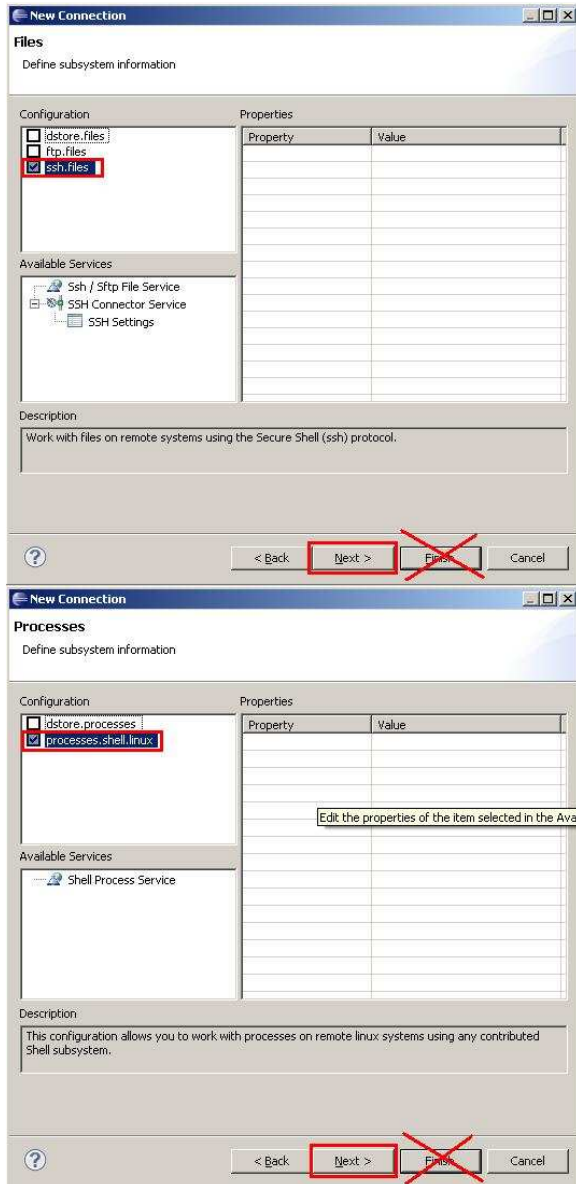 New Connection
Files
Define subsystem information
Configuration
Properties
dstore.files
ftp.files
ssh.files
Property Value
Available Services
Ssh / Sftp File Service
SSH Connector Service
SSH Settings
Description
Work with files on remote systems using the Secure Shell (ssh) protocol.
?
< Back
Next >
Finish
Cancel
New Connection
Processes
Define subsystem information
Configuration
Properties
dstore.processes
processes.shell.linux
Property Value
Edit the properties of the item selected in the Ava
Available Services
Shell Process Service
Description
This configuration allows you to work with processes on remote linux systems using any contributed
Shell subsystem.
?
< Back
Next >
Finish
Cancel